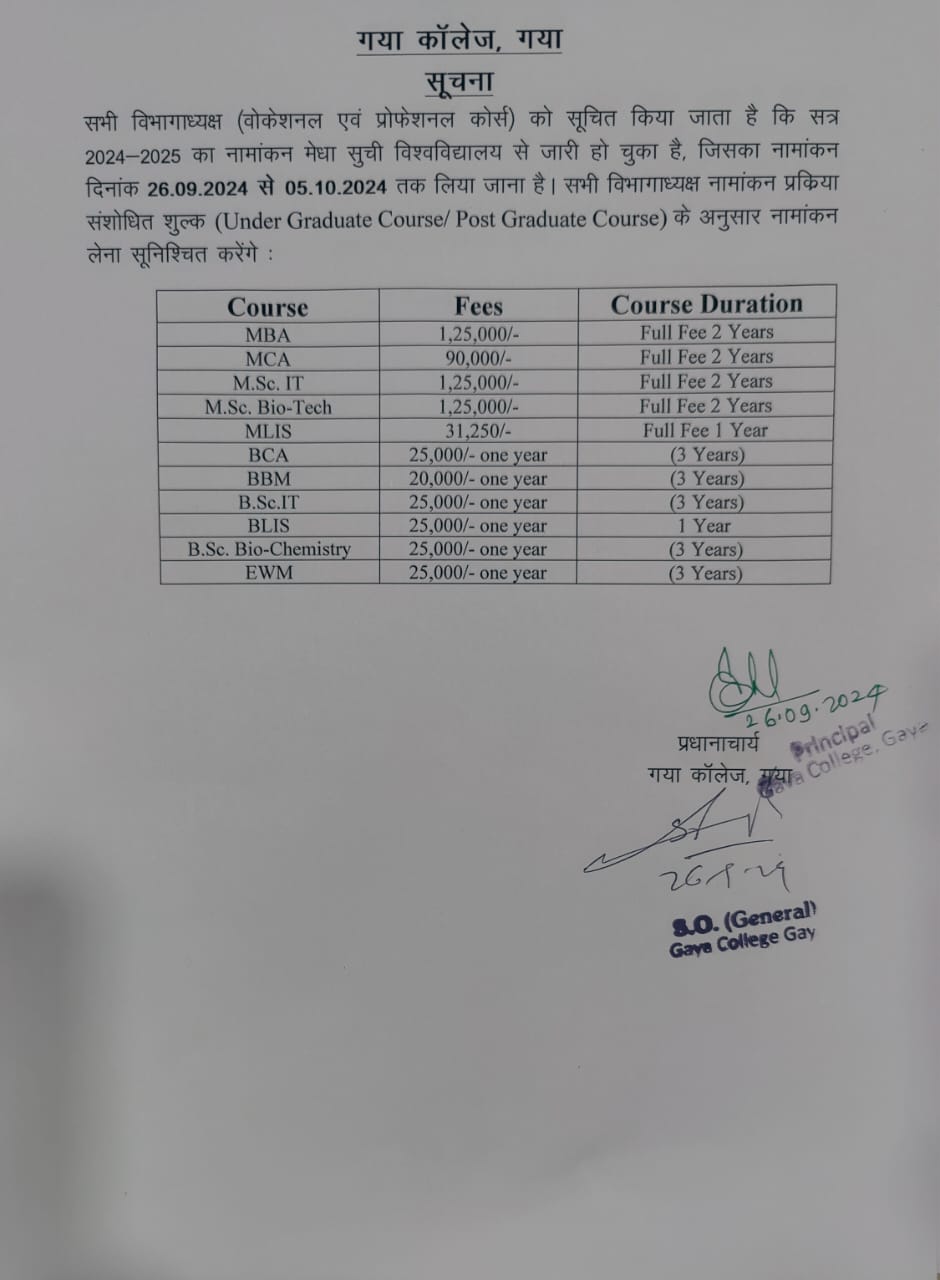 गया कॉलेज, गया
सूचना
सभी विभागाध्यक्ष (वोकेशनल एवं प्रोफेशनल कोर्स) को सूचित किया जाता है कि सत्र
2024–2025 का नामांकन मेधा सुची विश्वविद्यालय से जारी हो चुका है, जिसका नामांकन
दिनांक 26.09.2024 से 05.10.2024 तक लिया जाना है। सभी विभागाध्यक्ष नामांकन प्रकिया
संशोधित शुल्क (Under Graduate Course/ Post Graduate Course) के अनुसार नामांकन
लेना सूनिश्चित करेंगे :
Course Fees Course Duration
MBA 1,25,000/- Full Fee 2 Years
MCA 90,000/- Full Fee 2 Years
M.Sc. IT 1,25,000/- Full Fee 2 Years
M.Sc. Bio-Tech 1,25,000/- Full Fee 2 Years
MLIS 31,250/- Full Fee 1 Year
BCA 25,000/- one year (3 Years)
BBM 20,000/- one year (3 Years)
B.Sc.IT 25,000/- one year (3 Years)
BLIS 25,000/- one year 1 Year
B.Sc. Bio-Chemistry 25,000/- one year (3 Years)
EWM 25,000/- one year (3 Years)
26.09.2024
प्रधानाचार्य
गया कॉलेज, गया
Principal
Gaya College, Gaya
S.O. (General)
Gaya College Gay